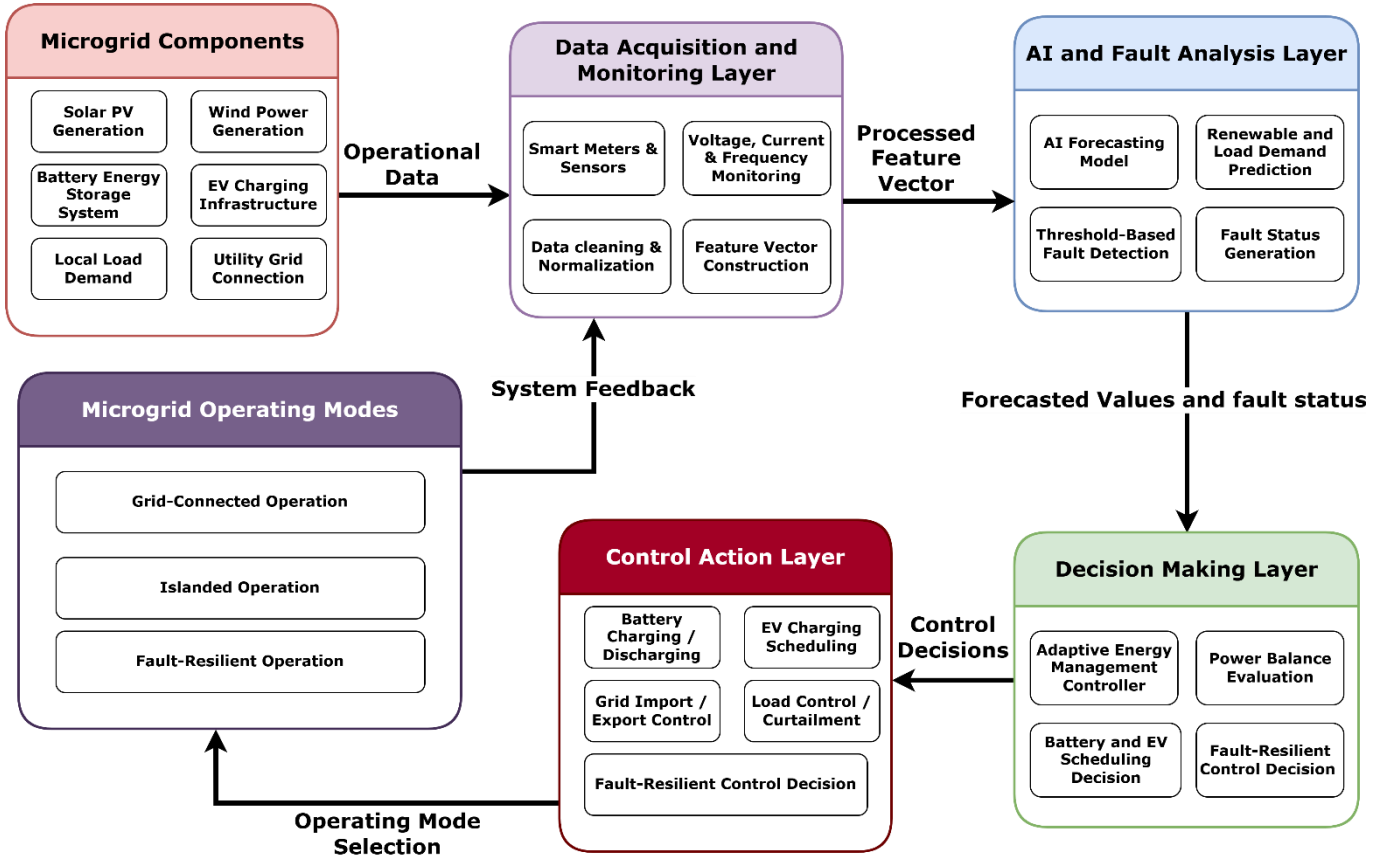 Microgrid Components
Solar PV
Generation
Wind Power
Generation
Battery Energy
Storage
System
EV Charging
Infrastructure
Local Load
Demand
Utility Grid
Connection
Operational
Data
Data Acquisition and
Monitoring Layer
Smart Meters &
Sensors
Voltage, Current
& Frequency
Monitoring
Data cleaning &
Normalization
Feature Vector
Construction
Processed
Feature
Vector
AI and Fault Analysis Layer
AI Forecasting
Model
Renewable and
Load Demand
Prediction
Threshold-Based
Fault Detection
Fault Status
Generation
Forecasted Values and fault status
Decision Making Layer
Adaptive Energy
Management
Controller
Power Balance
Evaluation
Battery and EV
Scheduling
Decision
Fault-Resilient
Control Decision
Control
Decisions
Control Action Layer
Battery
Charging /
Discharging
EV Charging
Scheduling
Grid Import /
Export Control
Load Control /
Curtailment
Fault-Resilient Control Decision
Operating Mode
Selection
Microgrid Operating Modes
Grid-Connected Operation
Islanded Operation
Fault-Resilient Operation
System Feedback